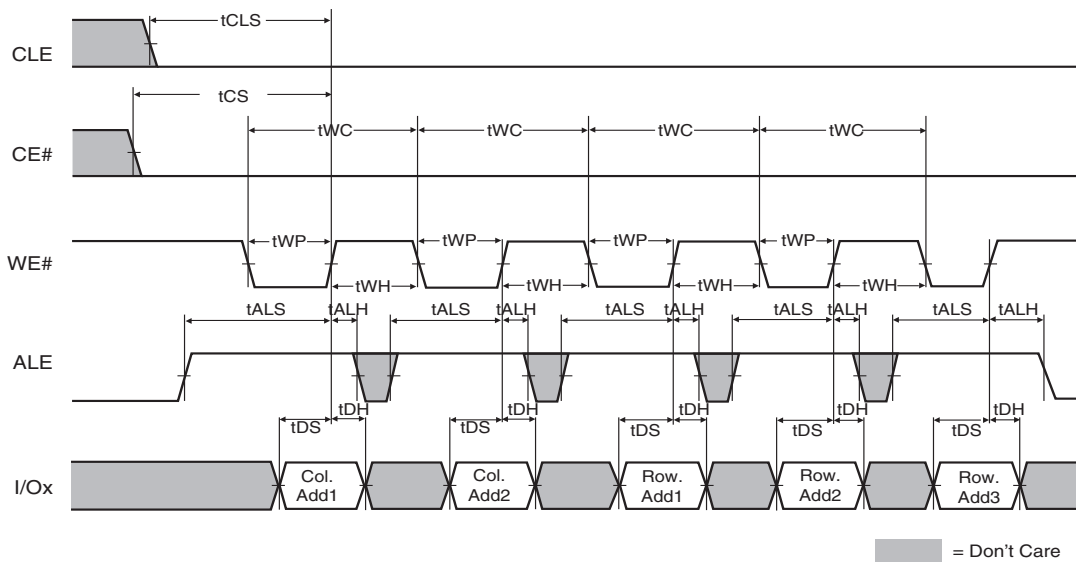 tCLS
CLE
tCS
tWC tWC tWC tWC
CE#
tWP tWP tWP tWP
WE#
tWH tWH tWH tWH
tALS tALH tALS tALH tALS tALH tALS tALH tALS tALH
ALE
tDH tDH tDH tDH tDH
tDS tDS tDS tDS tDS
I/Ox
Col. Add1
Col. Add2
Row. Add1
Row. Add2
Row. Add3
= Don't Care